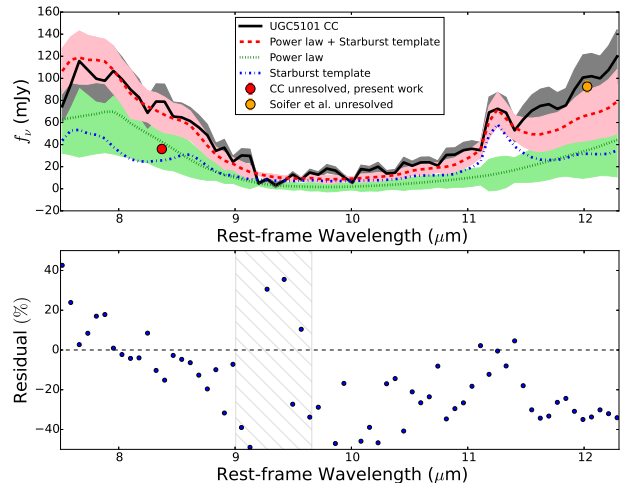 140
120
100
80
60
40
20
0
−20
f_ν (mJy)
UGC5101 CC
Power law + Starburst template
Power law
Starburst template
CC unresolved, present work
Soifer et al. unresolved
8 9 10 11 12
Rest-frame Wavelength (μm)
40
20
0
−20
−40
Residual (%)
8 9 10 11 12
Rest-frame Wavelength (μm)